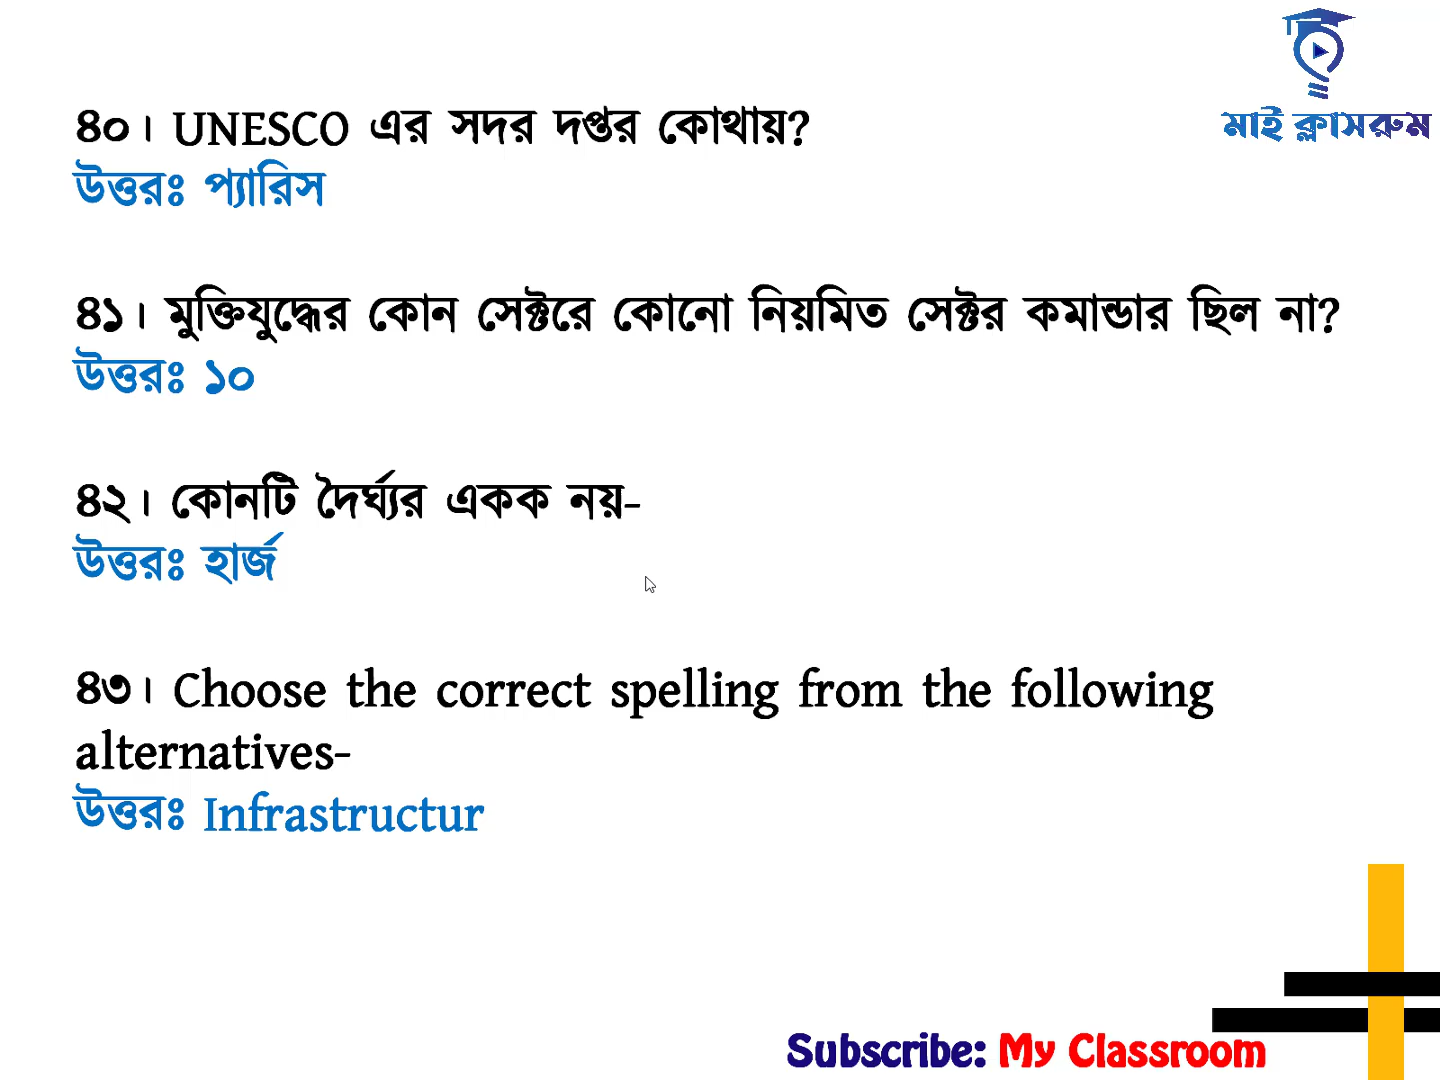 মাই ক্লাসরুম
৪০। UNESCO এর সদর দপ্তর কোথায়?
উত্তরঃ প্যারিস
৪১। মুক্তিযুদ্ধের কোন সেক্টরে কোনো নিয়মিত সেক্টর কমান্ডার ছিল না?
উত্তরঃ ১০
৪২। কোনটি দৈর্ঘ্যর একক নয়-
উত্তরঃ হার্জ
৪৩। Choose the correct spelling from the following
alternatives-
উত্তরঃ Infrastructur
Subscribe: My Classroom